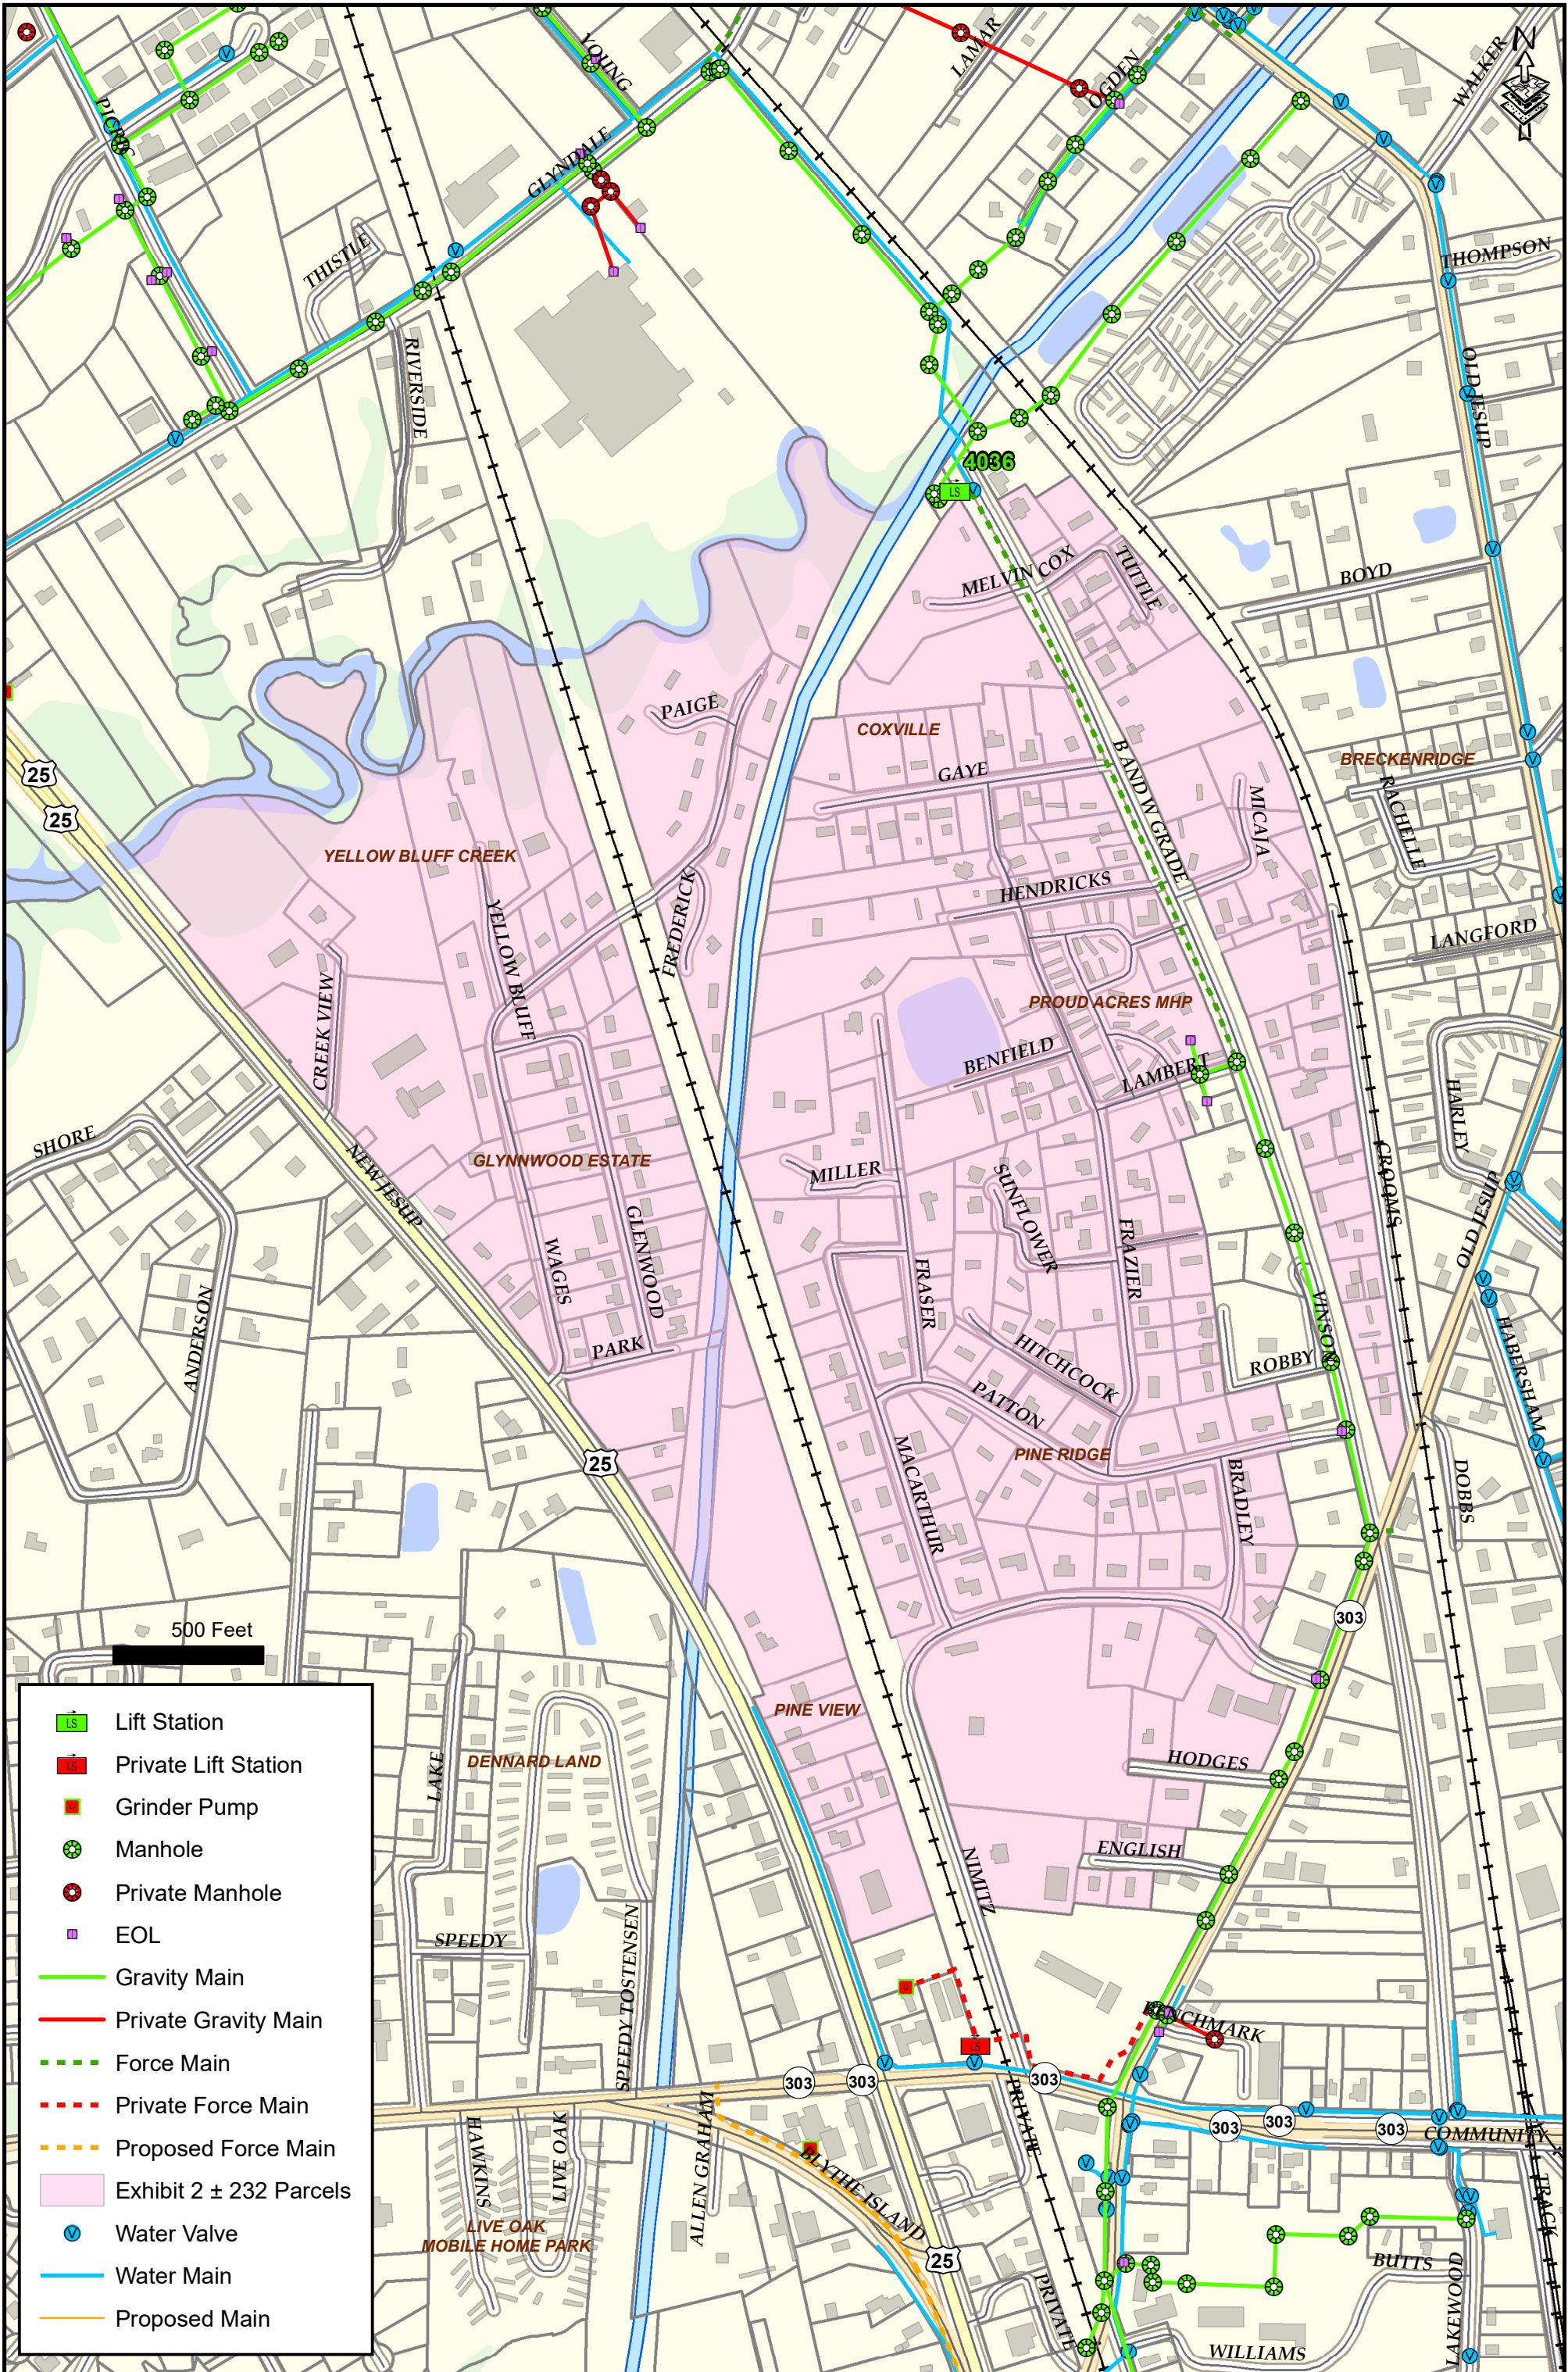 YOUNG
LAMAR
OGDEN
WALKER
N
GLYNDALE
THISTLE
THOMPSON
RIVERSIDE
OLD JESUP
4036
LS
MELVIN COX
TUTTLE
BOYD
PAIGE
COXVILLE
BRECKENRIDGE
GAYE
B AND W GRADE
MICAIA
RACHELLE
25
25
YELLOW BLUFF CREEK
HENDRICKS
YELLOW BLUFF
FREDERICK
LANGFORD
CREEK VIEW
PROUD ACRES MHP
BENFIELD
LAMBERT
HARLEY
SHORE
NEW JESUP
GLYNNWOOD ESTATE
MILLER
SUNFLOWER
CROOMS
OLD JESUP
WAGES
GLENWOOD
FRASER
FRAZIER
VINSON
ANDERSON
PARK
HITCHCOCK
ROBBY
HABERSHAM
PATTON
PINE RIDGE
25
MACARTHUR
BRADLEY
DOBBS
303
500 Feet
PINE VIEW
LAKE
DENNARD LAND
HODGES
ENGLISH
NIMITZ
SPEEDY
SPEEDY TOSTENSEN
BENCHMARK
LS
303
303
303
PRIVATE
303
303
303
COMMUNITY
HAWKINS
LIVE OAK
ALLEN GRAHAM
BLYTHE ISLAND
TRACK
LIVE OAK
MOBILE HOME PARK
25
BUTTS
PRIVATE
WILLIAMS
LAKEWOOD
LS Lift Station
LS Private Lift Station
G Grinder Pump
Manhole
Private Manhole
EOL
Gravity Main
Private Gravity Main
Force Main
Private Force Main
Proposed Force Main
Exhibit 2 ± 232 Parcels
V Water Valve
Water Main
Proposed Main